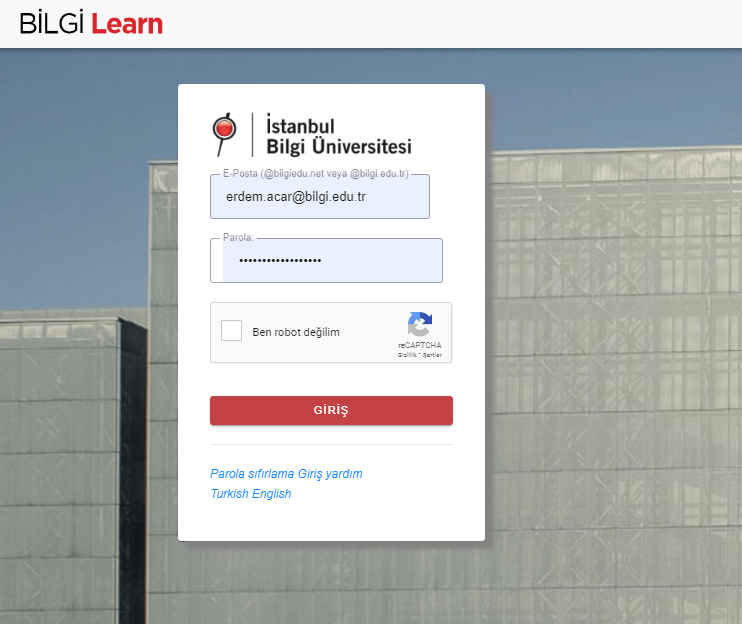 BİLGİ Learn
İstanbul
Bilgi Üniversitesi
E-Posta (@bilgiedu.net veya @bilgi.edu.tr)
erdem.acar@bilgi.edu.tr
Parola:
••••••••••••••••••
Ben robot değilim
reCAPTCHA
Gizlilik • Şartlar
GİRİŞ
Parola sıfırlama Giriş yardım
Turkish English